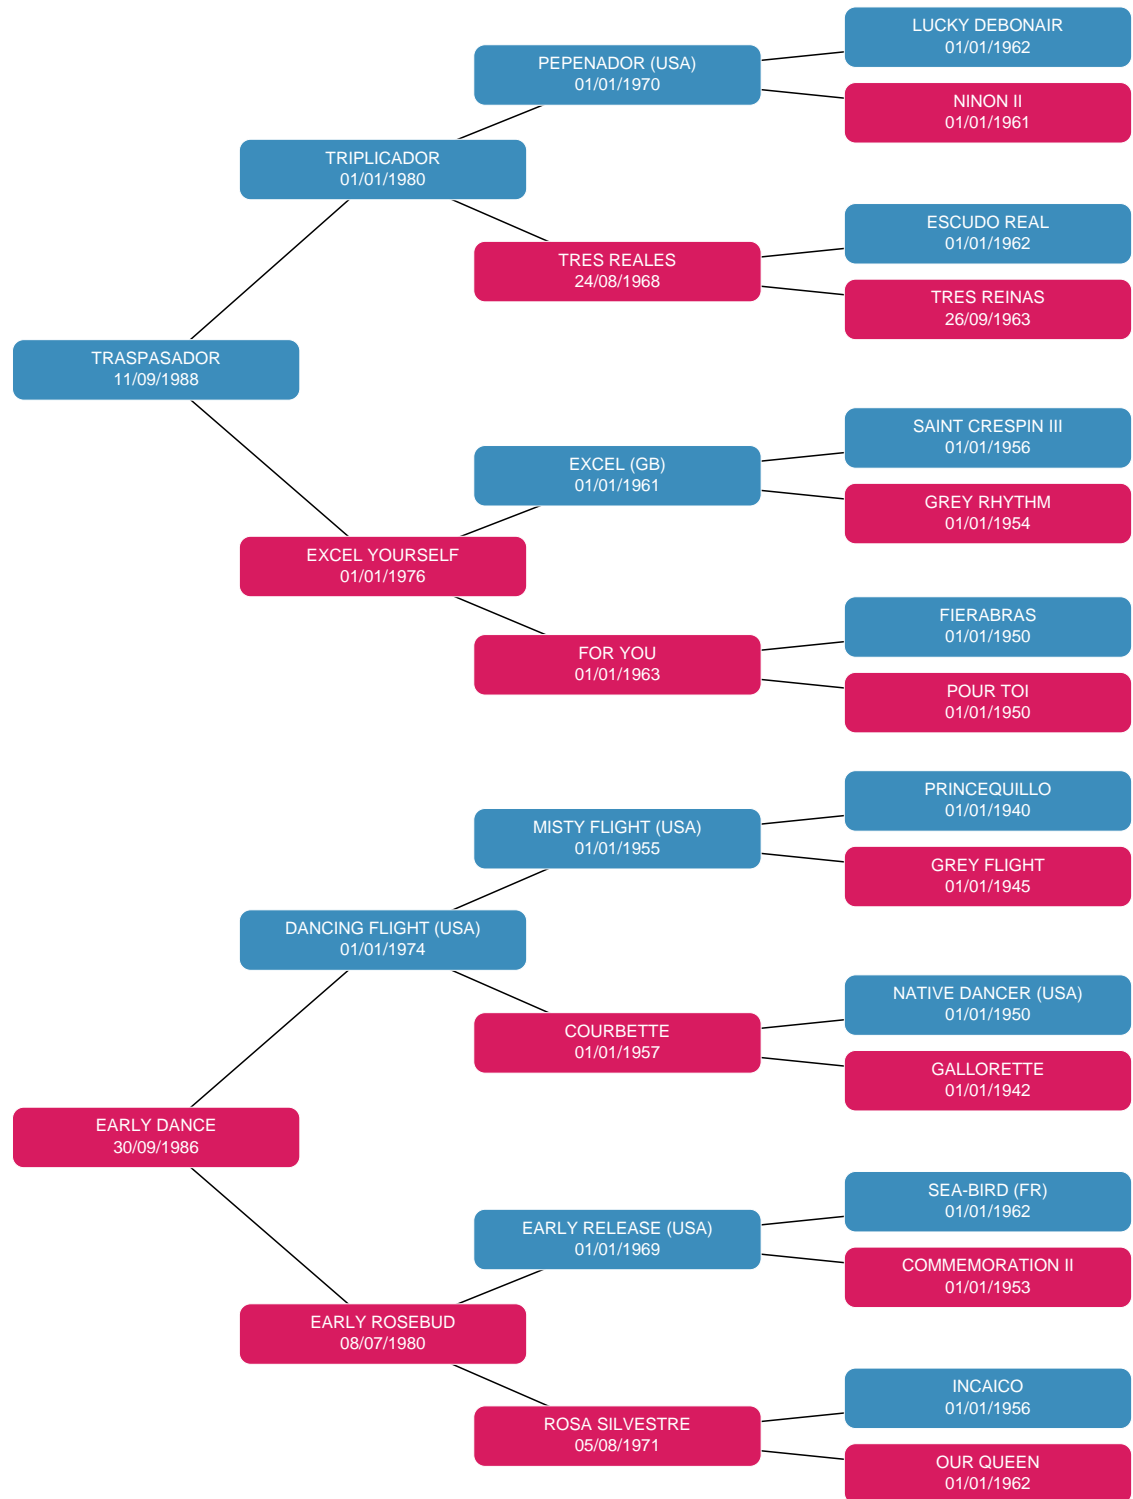 LUCKY DEBONAIR
01/01/1962
PEPENADOR (USA)
01/01/1970
NINON II
01/01/1961
TRIPLICADOR
01/01/1980
ESCUDO REAL
01/01/1962
TRES REALES
24/08/1968
TRES REINAS
26/09/1963
TRASPASADOR
11/09/1988
SAINT CRESPIN III
01/01/1956
EXCEL (GB)
01/01/1961
GREY RHYTHM
01/01/1954
EXCEL YOURSELF
01/01/1976
FIERABRAS
01/01/1950
FOR YOU
01/01/1963
POUR TOI
01/01/1950
PRINCEQUILLO
01/01/1940
MISTY FLIGHT (USA)
01/01/1955
GREY FLIGHT
01/01/1945
DANCING FLIGHT (USA)
01/01/1974
NATIVE DANCER (USA)
01/01/1950
COURBETTE
01/01/1957
GALLORETTE
01/01/1942
EARLY DANCE
30/09/1986
SEA-BIRD (FR)
01/01/1962
EARLY RELEASE (USA)
01/01/1969
COMMEMORATION II
01/01/1953
EARLY ROSEBUD
08/07/1980
INCAICO
01/01/1956
ROSA SILVESTRE
05/08/1971
OUR QUEEN
01/01/1962